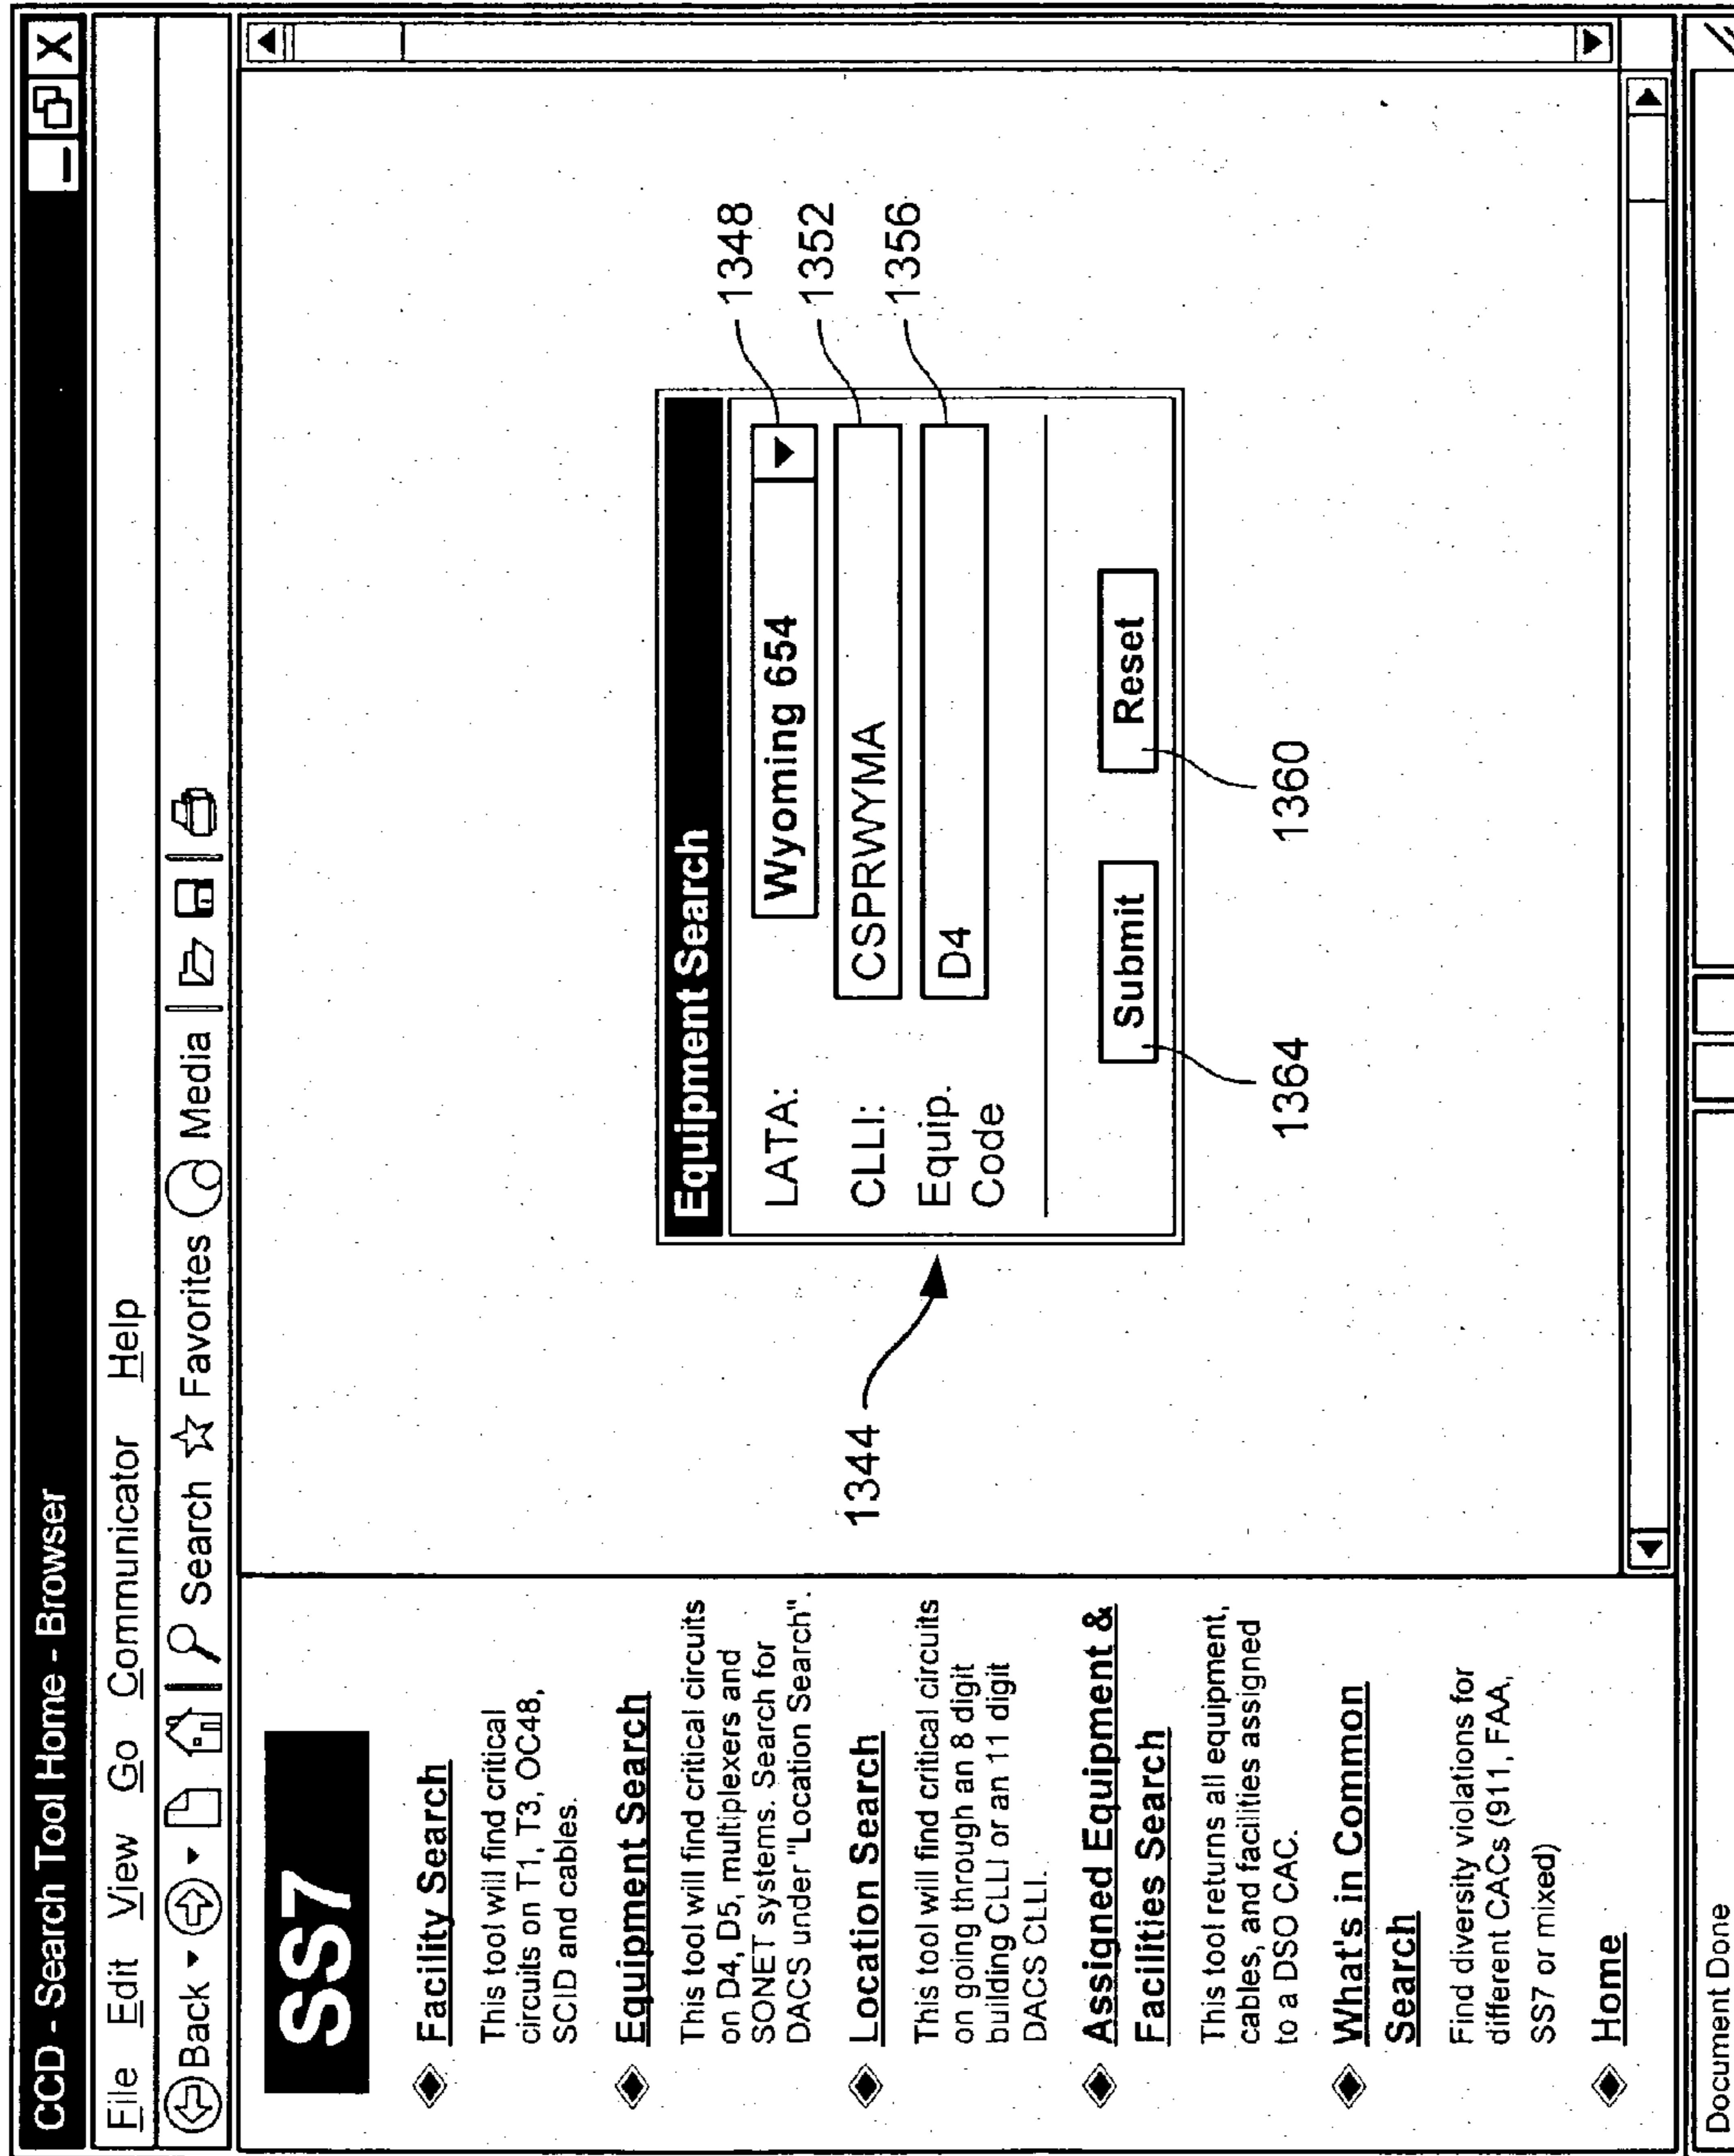 CCD - Search Tool Home - Browser
File Edit View Go Communicator Help
Back Search Favorites Media
SS7
Facility Search
This tool will find critical
circuits on T1, T3, OC48,
SCID and cables.
Equipment Search
This tool will find critical circuits
on D4, D5, multiplexers and
SONET systems. Search for
DACS under "Location Search".
Location Search
This tool will find critical circuits
on going through an 8 digit
building CLLI or an 11 digit
DACS CLLI.
Assigned Equipment &
Facilities Search
This tool returns all equipment,
cables, and facilities assigned
to a DSO CAC.
What's in Common
Search
Find diversity violations for
different CACs (911, FAA,
SS7 or mixed)
Home
1344
Equipment Search
LATA: Wyoming 654
1348
CLLI: CSPRWYMA
1352
Equip. D4
Code
1356
Submit Reset
1364 1360
Document Done